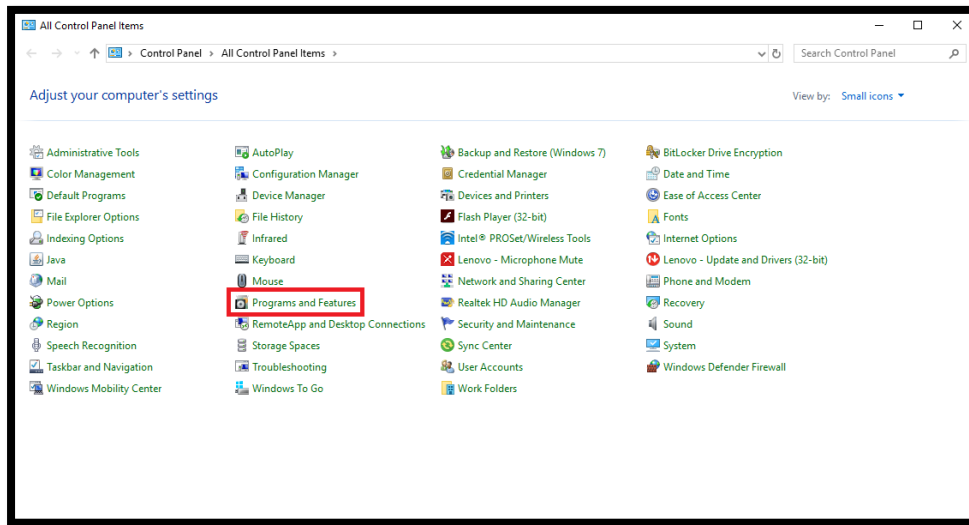 All Control Panel Items
Control Panel > All Control Panel Items >
Search Control Panel
Adjust your computer's settings
View by: Small icons
Administrative Tools
AutoPlay
Backup and Restore (Windows 7)
BitLocker Drive Encryption
Color Management
Configuration Manager
Credential Manager
Date and Time
Default Programs
Device Manager
Devices and Printers
Ease of Access Center
File Explorer Options
File History
Flash Player (32-bit)
Fonts
Indexing Options
Infrared
Intel® PROSet/Wireless Tools
Internet Options
Java
Keyboard
Lenovo - Microphone Mute
Lenovo - Update and Drivers (32-bit)
Mail
Mouse
Network and Sharing Center
Phone and Modem
Power Options
Programs and Features
Realtek HD Audio Manager
Recovery
Region
RemoteApp and Desktop Connections
Security and Maintenance
Sound
Speech Recognition
Storage Spaces
Sync Center
System
Taskbar and Navigation
Troubleshooting
User Accounts
Windows Defender Firewall
Windows Mobility Center
Windows To Go
Work Folders